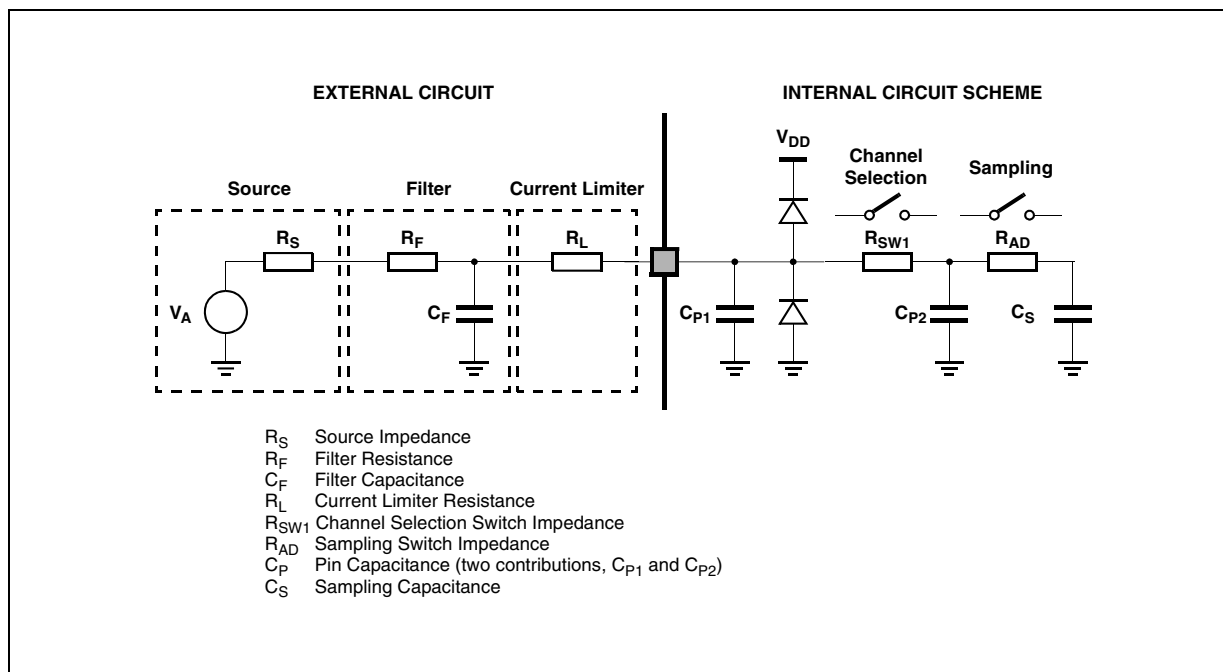 EXTERNAL CIRCUIT
INTERNAL CIRCUIT SCHEME
VDD
Channel
Selection
Sampling
Source
Filter
Current Limiter
RS
RF
RL
RSW1
RAD
VA
CF
CP1
CP2
CS
RS Source Impedance
RF Filter Resistance
CF Filter Capacitance
RL Current Limiter Resistance
RSW1 Channel Selection Switch Impedance
RAD Sampling Switch Impedance
CP Pin Capacitance (two contributions, CP1 and CP2)
CS Sampling Capacitance